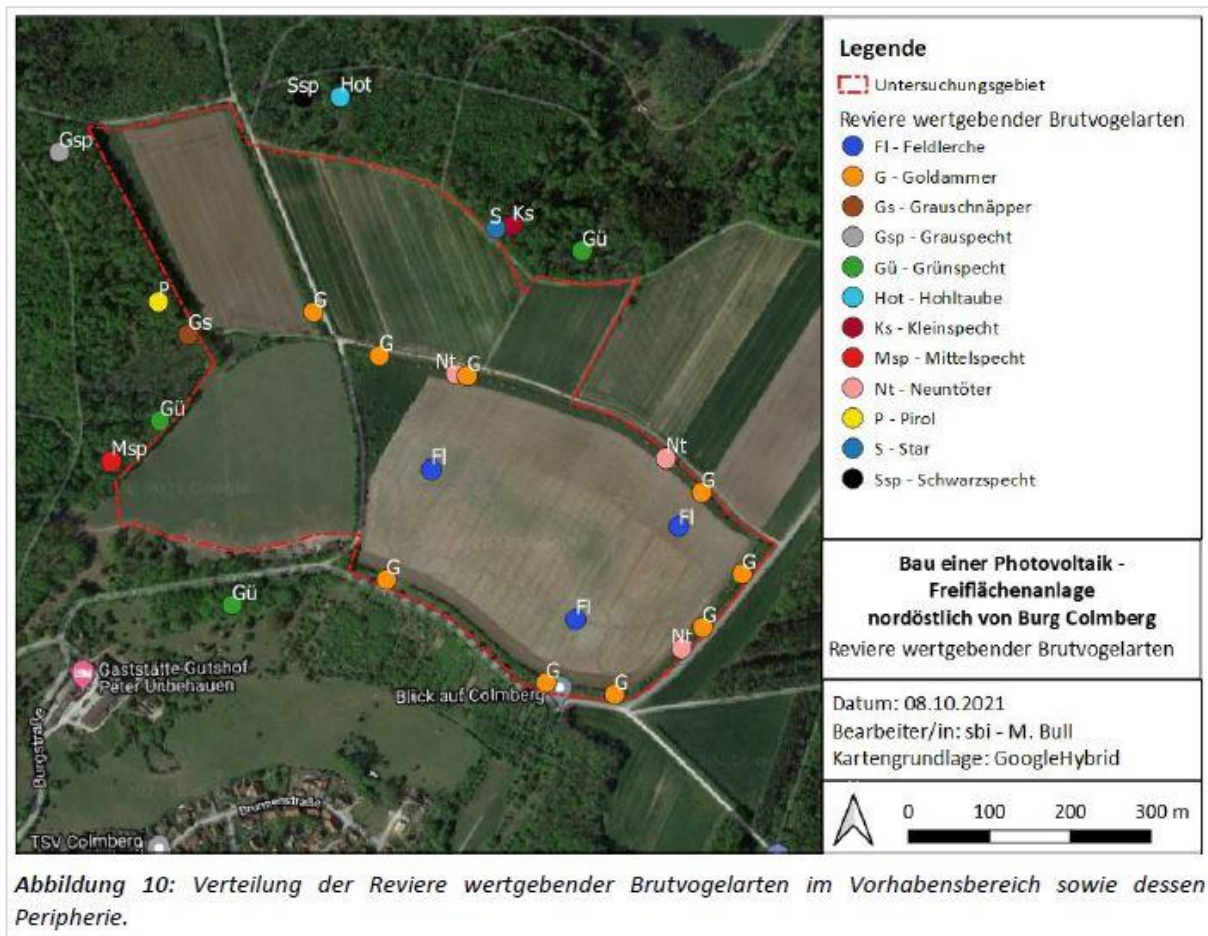 Ssp
Hot
Gsp
S
Ks
Gü
P
G
Gs
G
Nt
G
Gü
Msp
Nt
Fl
G
Fl
G
G
Gü
Fl
G
Nt
G
Blick auf Colmberg
G
Gaststätte Gutshof
Peter Unbehauen
Burgstraße
Brunnenstraße
TSV Colmberg
Legende
Untersuchungsgebiet
Reviere wertgebender Brutvogelarten
Fl - Feldlerche
G - Goldammer
Gs - Grauschnäpper
Gsp - Grauspecht
Gü - Grünspecht
Hot - Hohltaube
Ks - Kleinspecht
Msp - Mittelspecht
Nt - Neuntöter
P - Pirol
S - Star
Ssp - Schwarzspecht
Bau einer Photovoltaik -
Freiflächenanlage
nordöstlich von Burg Colmberg
Reviere wertgebender Brutvogelarten
Datum: 08.10.2021
Bearbeiter/in: sbi - M. Bull
Kartengrundlage: GoogleHybrid
0 100 200 300 m
Abbildung 10: Verteilung der Reviere wertgebender Brutvogelarten im Vorhabensbereich sowie dessen
Peripherie.